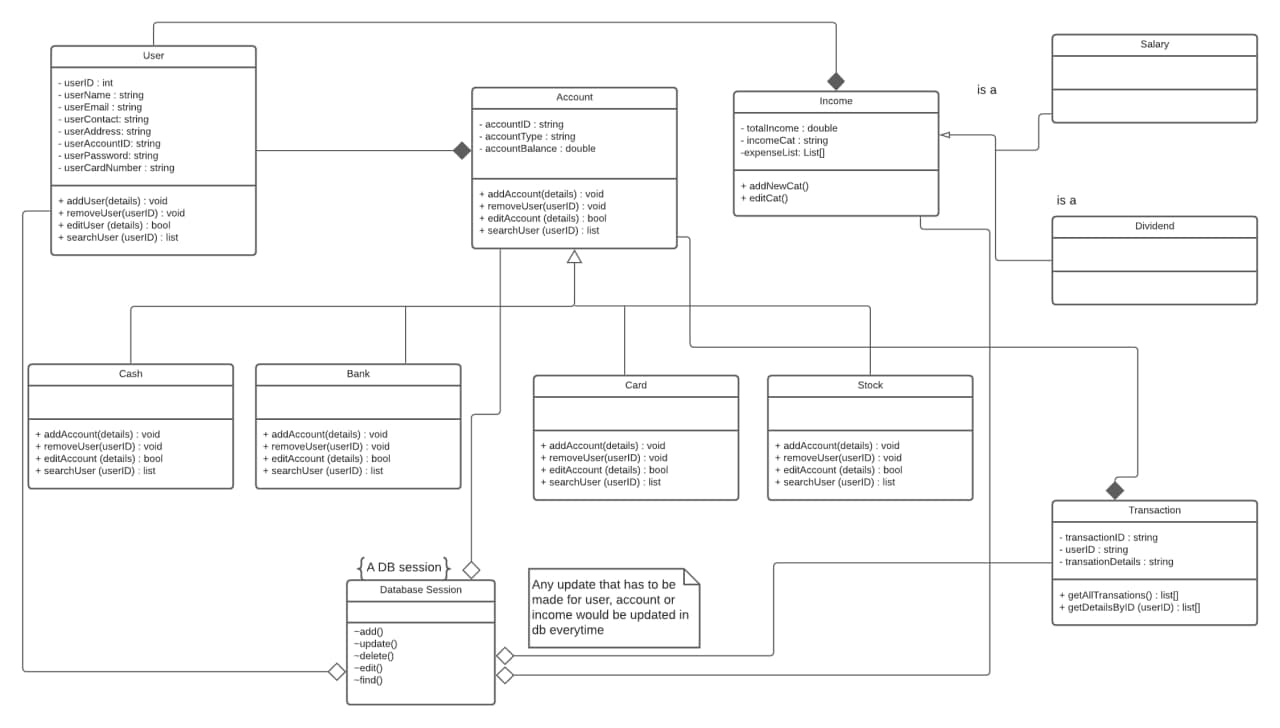 User
- userID : int
- userName : string
- userEmail : string
- userContact: string
- userAddress: string
- userAccountID: string
- userPassword: string
- userCardNumber : string
+ addUser(details) : void
+ removeUser(userID) : void
+ editUser (details) : bool
+ searchUser (userID) : list
Account
- accountID : string
- accountType : string
- accountBalance : double
+ addAccount(details) : void
+ removeUser(userID) : void
+ editAccount (details) : bool
+ searchUser (userID) : list
Income
- totalIncome : double
- incomeCat : string
-expenseList: List[]
+ addNewCat()
+ editCat()
is a
Salary
is a
Dividend
Cash
+ addAccount(details) : void
+ removeUser(userID) : void
+ editAccount (details) : bool
+ searchUser (userID) : list
Bank
+ addAccount(details) : void
+ removeUser(userID) : void
+ editAccount (details) : bool
+ searchUser (userID) : list
Card
+ addAccount(details) : void
+ removeUser(userID) : void
+ editAccount (details) : bool
+ searchUser (userID) : list
Stock
+ addAccount(details) : void
+ removeUser(userID) : void
+ editAccount (details) : bool
+ searchUser (userID) : list
Transaction
- transactionID : string
- userID : string
- transationDetails : string
+ getAllTransations() : list[]
+ getDetailsByID (userID) : list[]
{ A DB session }
Database Session
~add()
~update()
~delete()
~edit()
~find()
Any update that has to be
made for user, account or
income would be updated in
db everytime